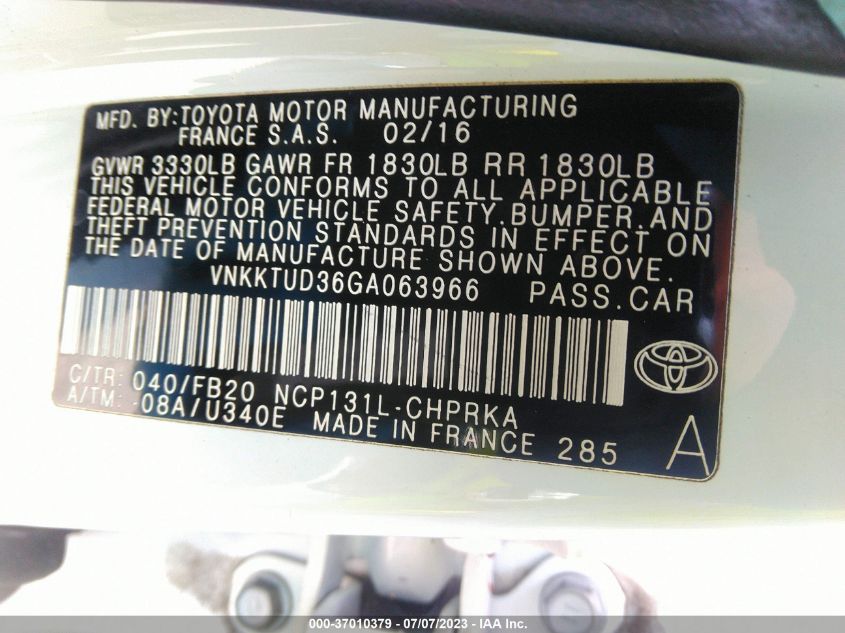 MFD. BY:TOYOTA MOTOR MANUFACTURING
FRANCE S.A.S. 02/16
GVWR 3330LB GAWR FR 1830LB RR 1830LB
THIS VEHICLE CONFORMS TO ALL APPLICABLE
FEDERAL MOTOR VEHICLE SAFETY,BUMPER,AND
THEFT PREVENTION STANDARDS IN EFFECT ON
THE DATE OF MANUFACTURE SHOWN ABOVE.
VNKKTUD36GA063966 PASS.CAR
C/TR: 040/FB20 NCP131L-CHPRKA
A/TM: -08A/U340E MADE IN FRANCE 285 A
000-37010379 / 07/07/2023 - © IAA Inc.